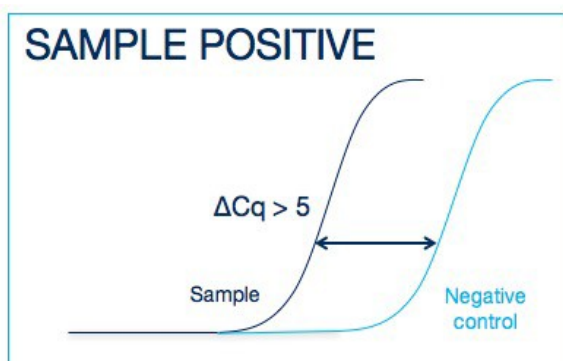 SAMPLE POSITIVE
ΔCq > 5
Sample
Negative
control